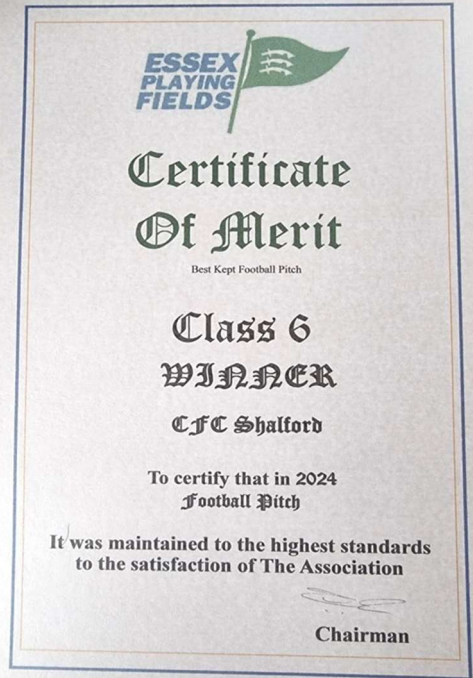 ESSEX
PLAYING
FIELDS
Certificate
Of Merit
Best Kept Football Pitch
Class 6
WINNER
CFC Shalford
To certify that in 2024
Football Pitch
It was maintained to the highest standards
to the satisfaction of The Association
Chairman